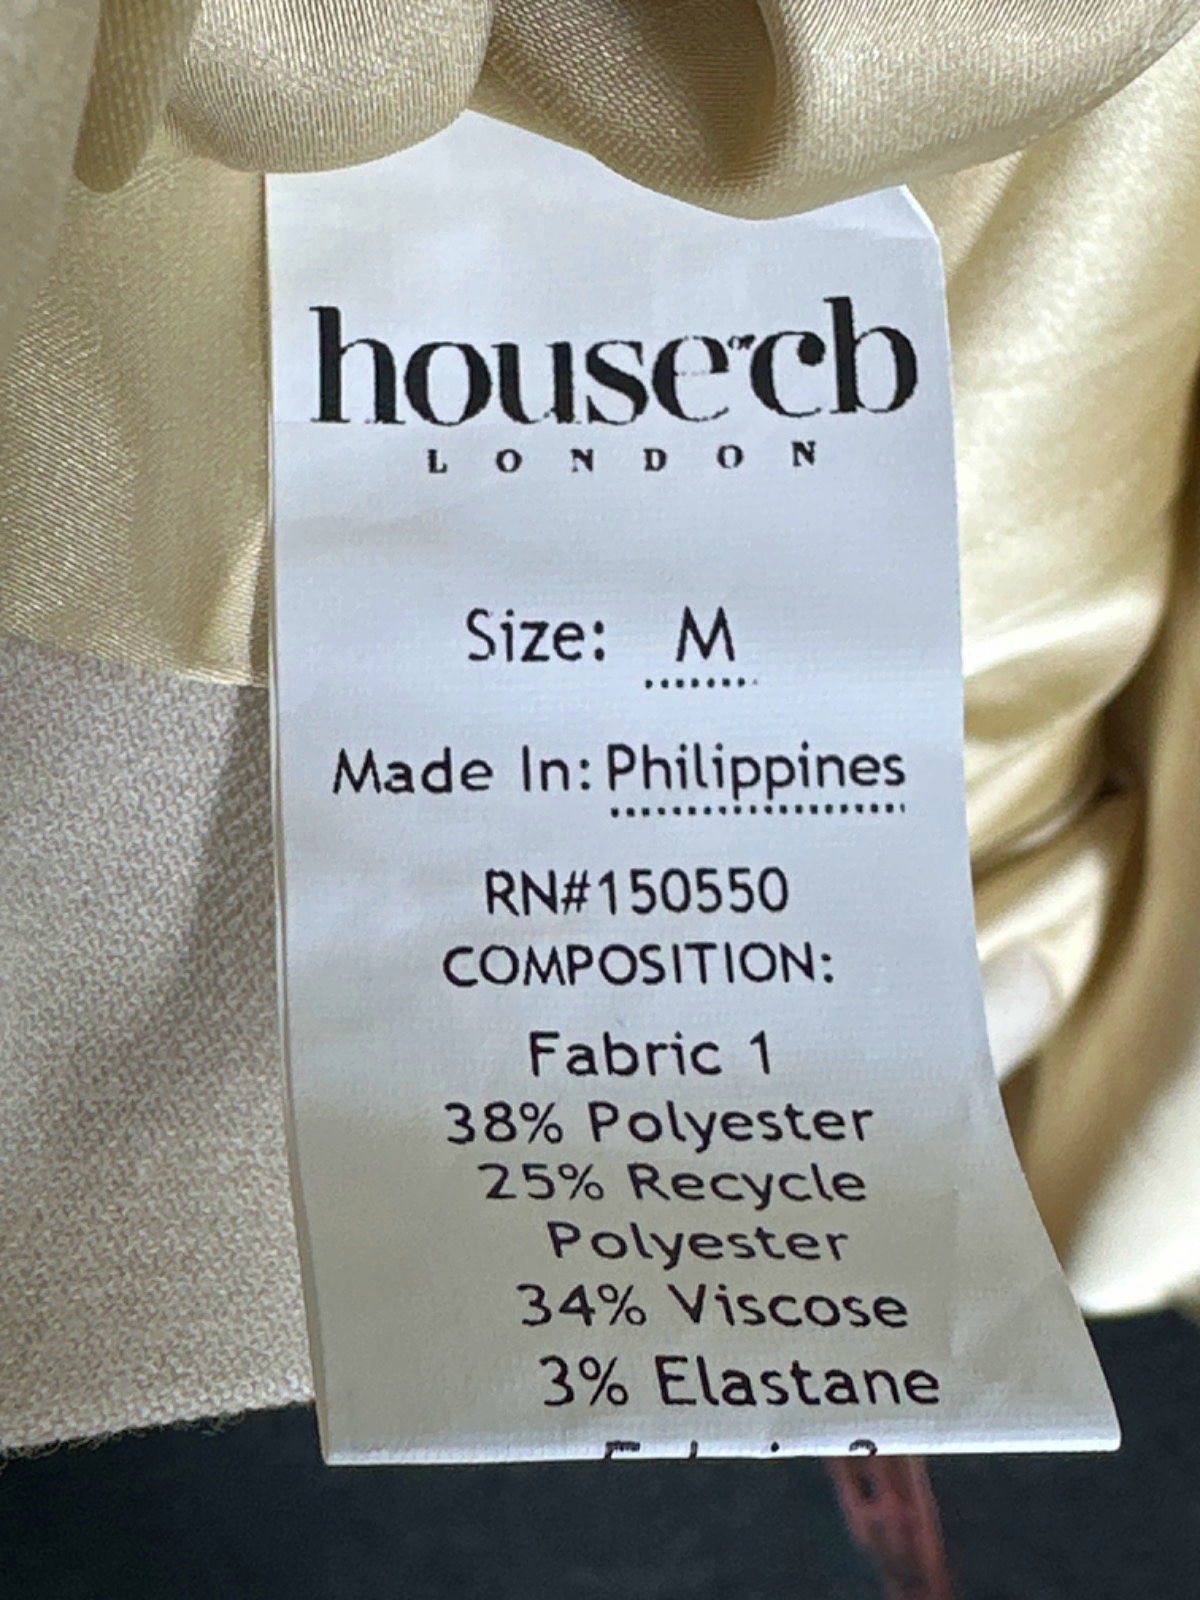 house cb
LONDON
Size: M
Made In: Philippines
RN#150550
COMPOSITION:
Fabric 1
38% Polyester
25% Recycle
Polyester
34% Viscose
3% Elastane